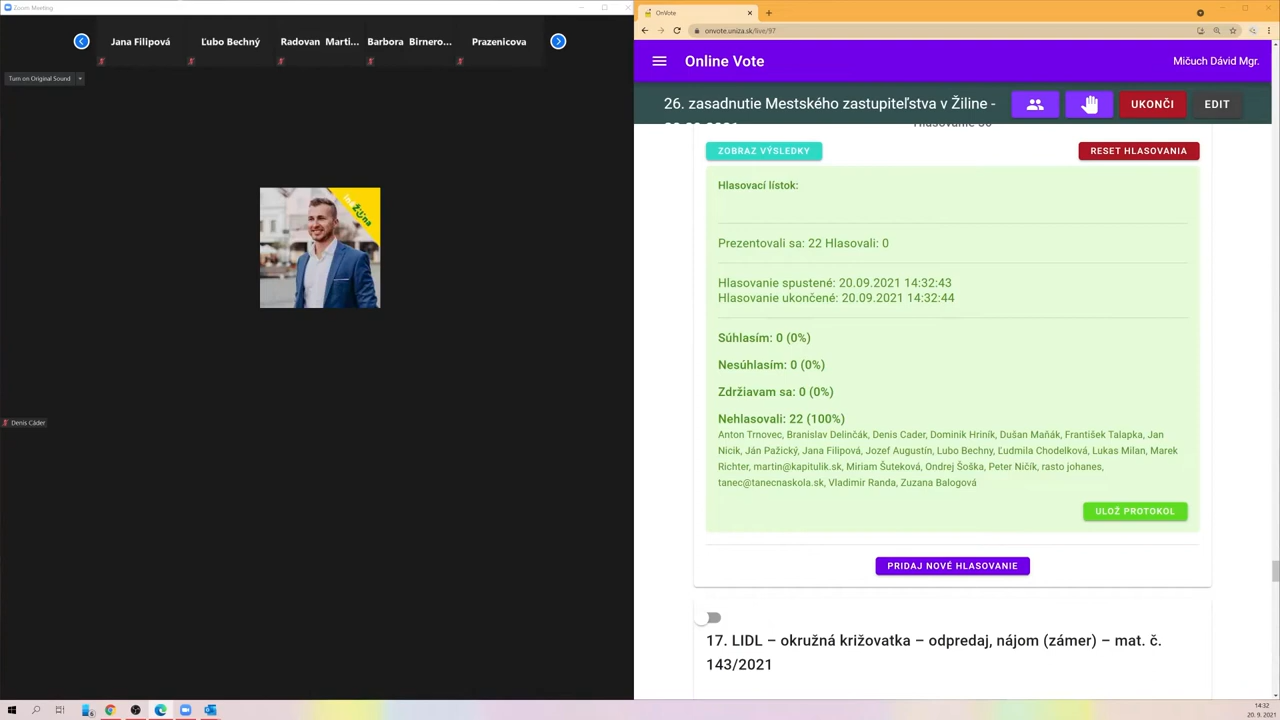 Zoom Meeting
Jana Filipová
Ľubo Bechný
Radovan Marti...
Barbora Birnero...
Prazenicova
Turn on Original Sound
Denis Cáder
OnVote
onvote.uniza.sk/live/97
Online Vote
Mičuch Dávid Mgr.
26. zasadnutie Mestského zastupiteľstva v Žiline -
UKONČI
EDIT
ZOBRAZ VÝSLEDKY
RESET HLASOVANIA
Hlasovací lístok:
Prezentovali sa: 22 Hlasovali: 0
Hlasovanie spustené: 20.09.2021 14:32:43
Hlasovanie ukončené: 20.09.2021 14:32:44
Súhlasím: 0 (0%)
Nesúhlasím: 0 (0%)
Zdržiavam sa: 0 (0%)
Nehlasovali: 22 (100%)
Anton Trnovec, Branislav Delinčák, Denis Cader, Dominik Hriník, Dušan Maňák, František Talapka, Jan
Nicik, Ján Pažický, Jana Filipová, Jozef Augustín, Lubo Bechny, Ľudmila Chodelková, Lukas Milan, Marek
Richter, martin@kapitulik.sk, Miriam Šuteková, Ondrej Šoška, Peter Ničík, rasto johanes,
tanec@tanecnaskola.sk, Vladimir Randa, Zuzana Balogová
ULOŽ PROTOKOL
PRIDAJ NOVÉ HLASOVANIE
17. LIDL – okružná križovatka – odpredaj, nájom (zámer) – mat. č.
143/2021
14:32
20. 9. 2021